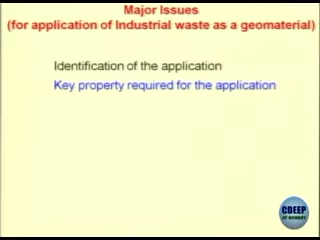 Major Issues
(for application of Industrial waste as a geomaterial)
Identification of the application
Key property required for the application
CDEEP
IIT BOMBAY